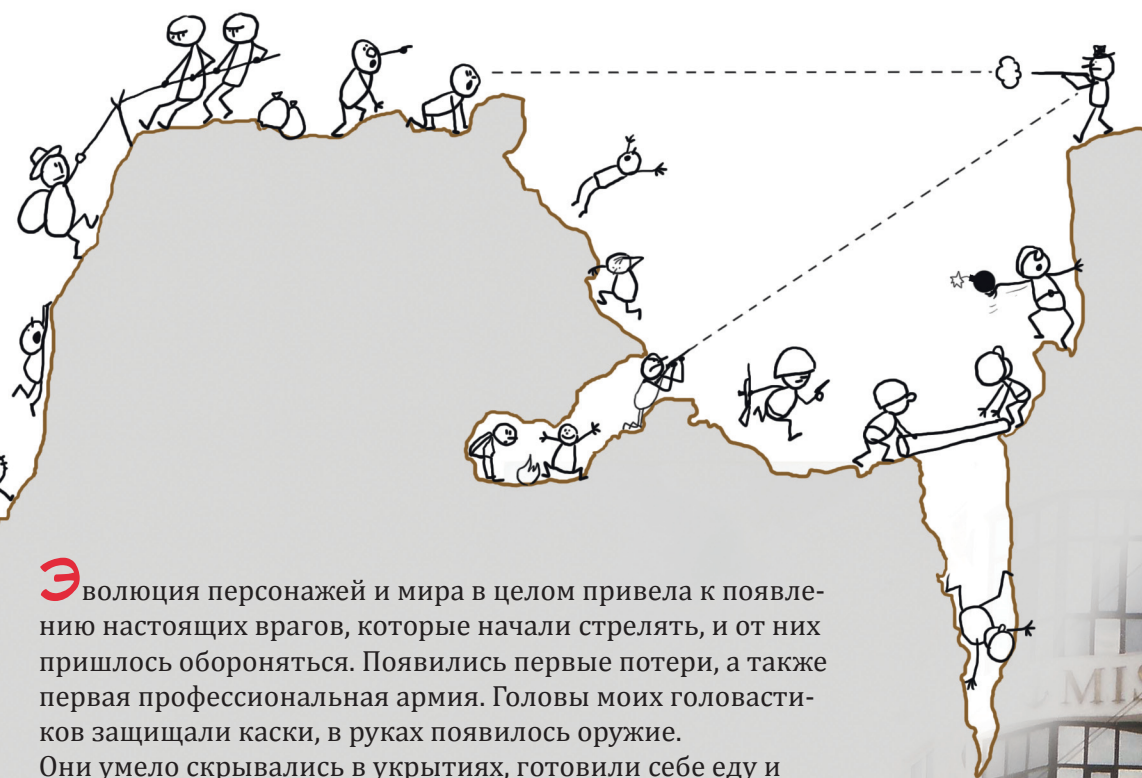 Эволюция персонажей и мира в целом привела к появле-
нию настоящих врагов, которые начали стрелять, и от них
пришлось обороняться. Появились первые потери, а также
первая профессиональная армия. Головы моих головасти-
ков защищали каски, в руках появилось оружие.
Они умело скрывались в укрытиях, готовили себе еду и
MIS